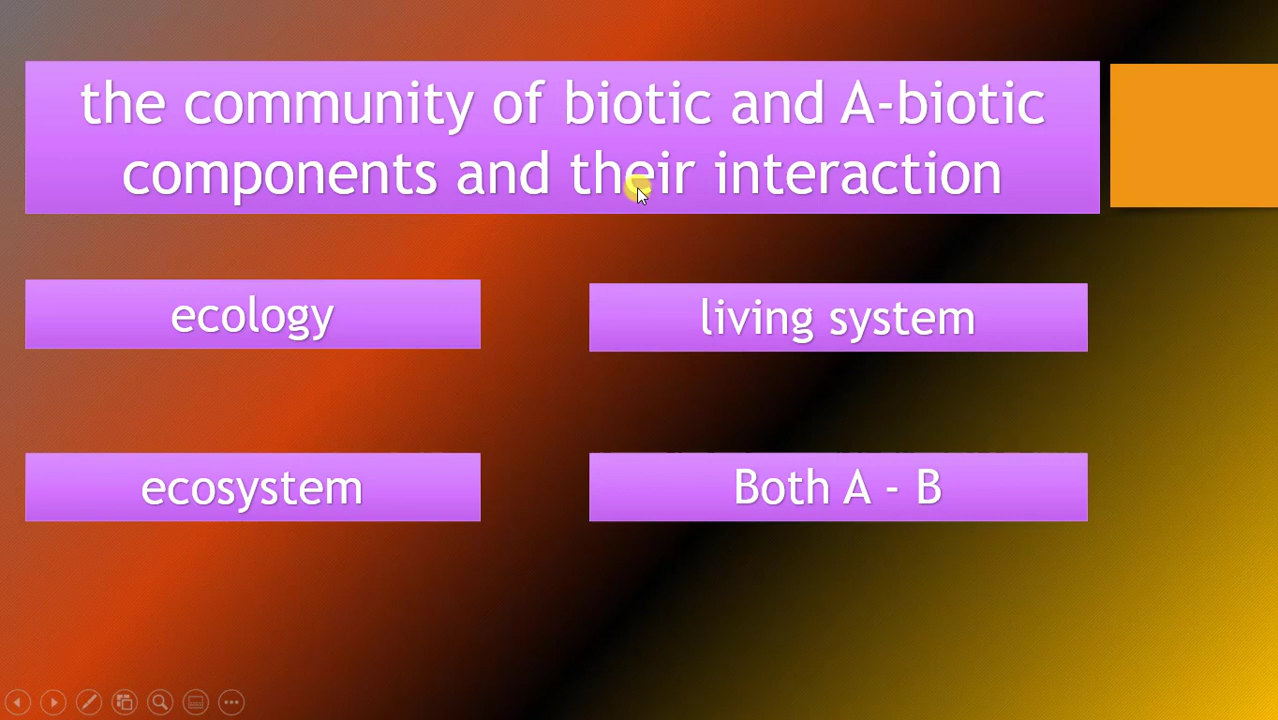 the community of biotic and A-biotic
components and their interaction
ecology
living system
ecosystem
Both A - B